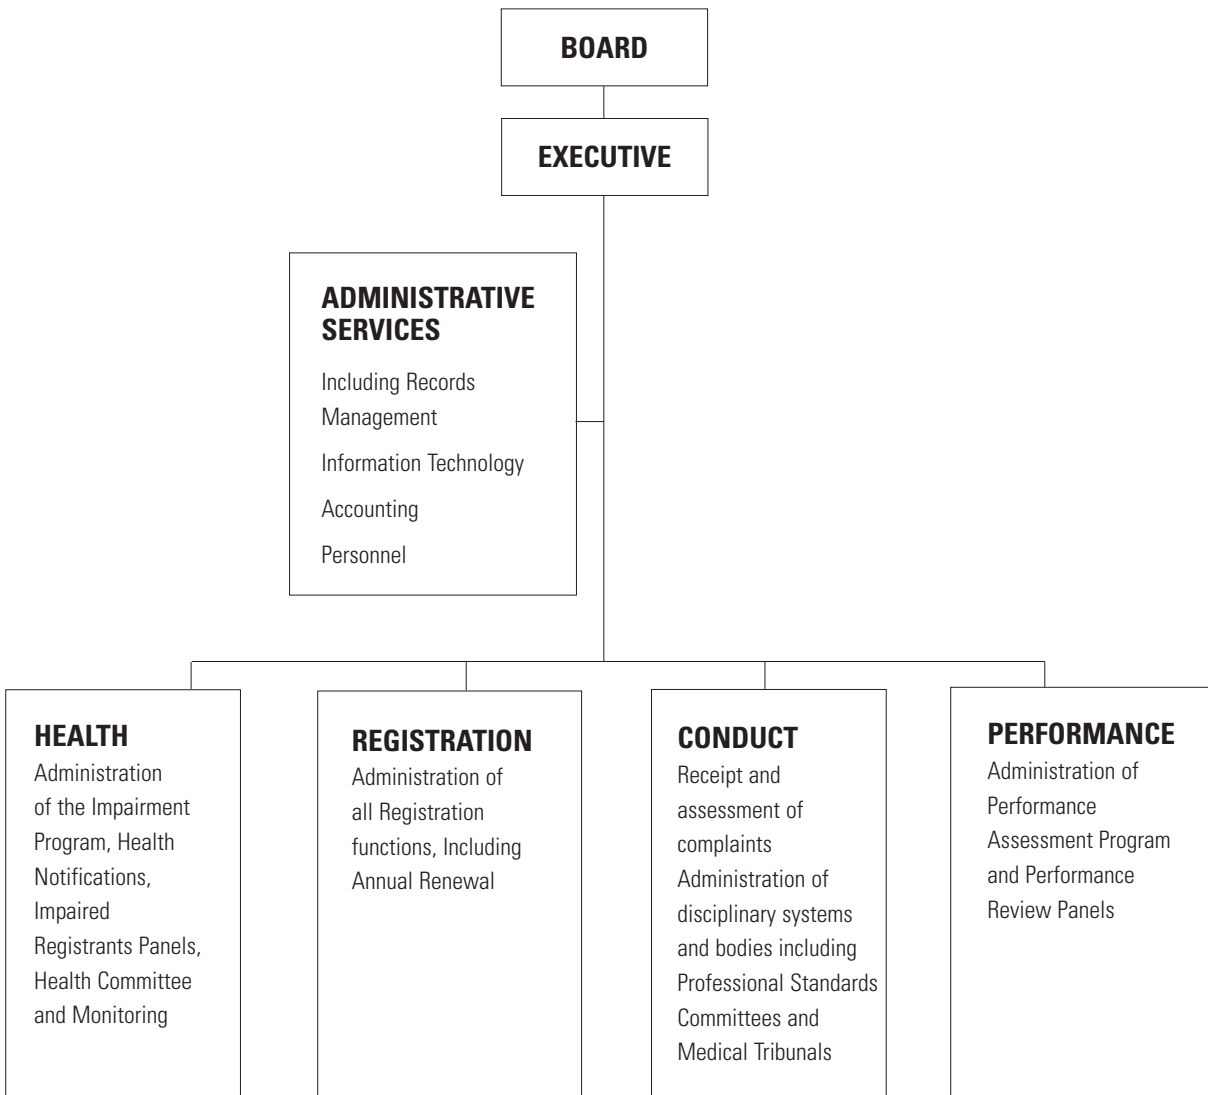 BOARD
EXECUTIVE
ADMINISTRATIVE
SERVICES
Including Records
Management
Information Technology
Accounting
Personnel
HEALTH
Administration
of the Impairment
Program, Health
Notifications,
Impaired
Registrants Panels,
Health Committee
and Monitoring
REGISTRATION
Administration of
all Registration
functions, Including
Annual Renewal
CONDUCT
Receipt and
assessment of
complaints
Administration of
disciplinary systems
and bodies including
Professional Standards
Committees and
Medical Tribunals
PERFORMANCE
Administration of
Performance
Assessment Program
and Performance
Review Panels